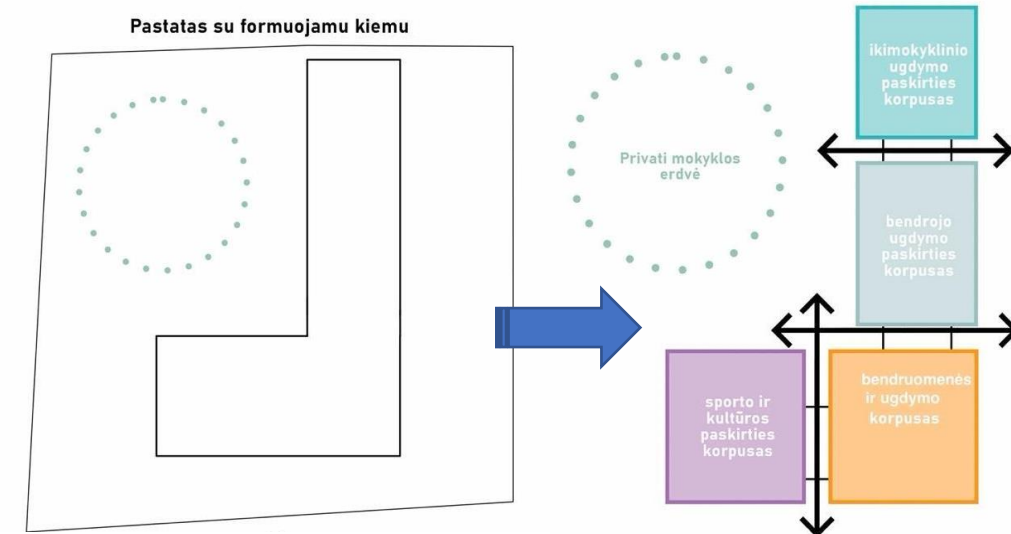 Pastatas su formuojamu kiemu
Privati mokyklos
erdvė
ikimokyklinio
ugdymo
paskirties
korpusas
bendrojo
ugdymo
paskirties
korpusas
sporto ir
kultūros
paskirties
korpusas
bendruomenės
ir ugdymo
korpusas